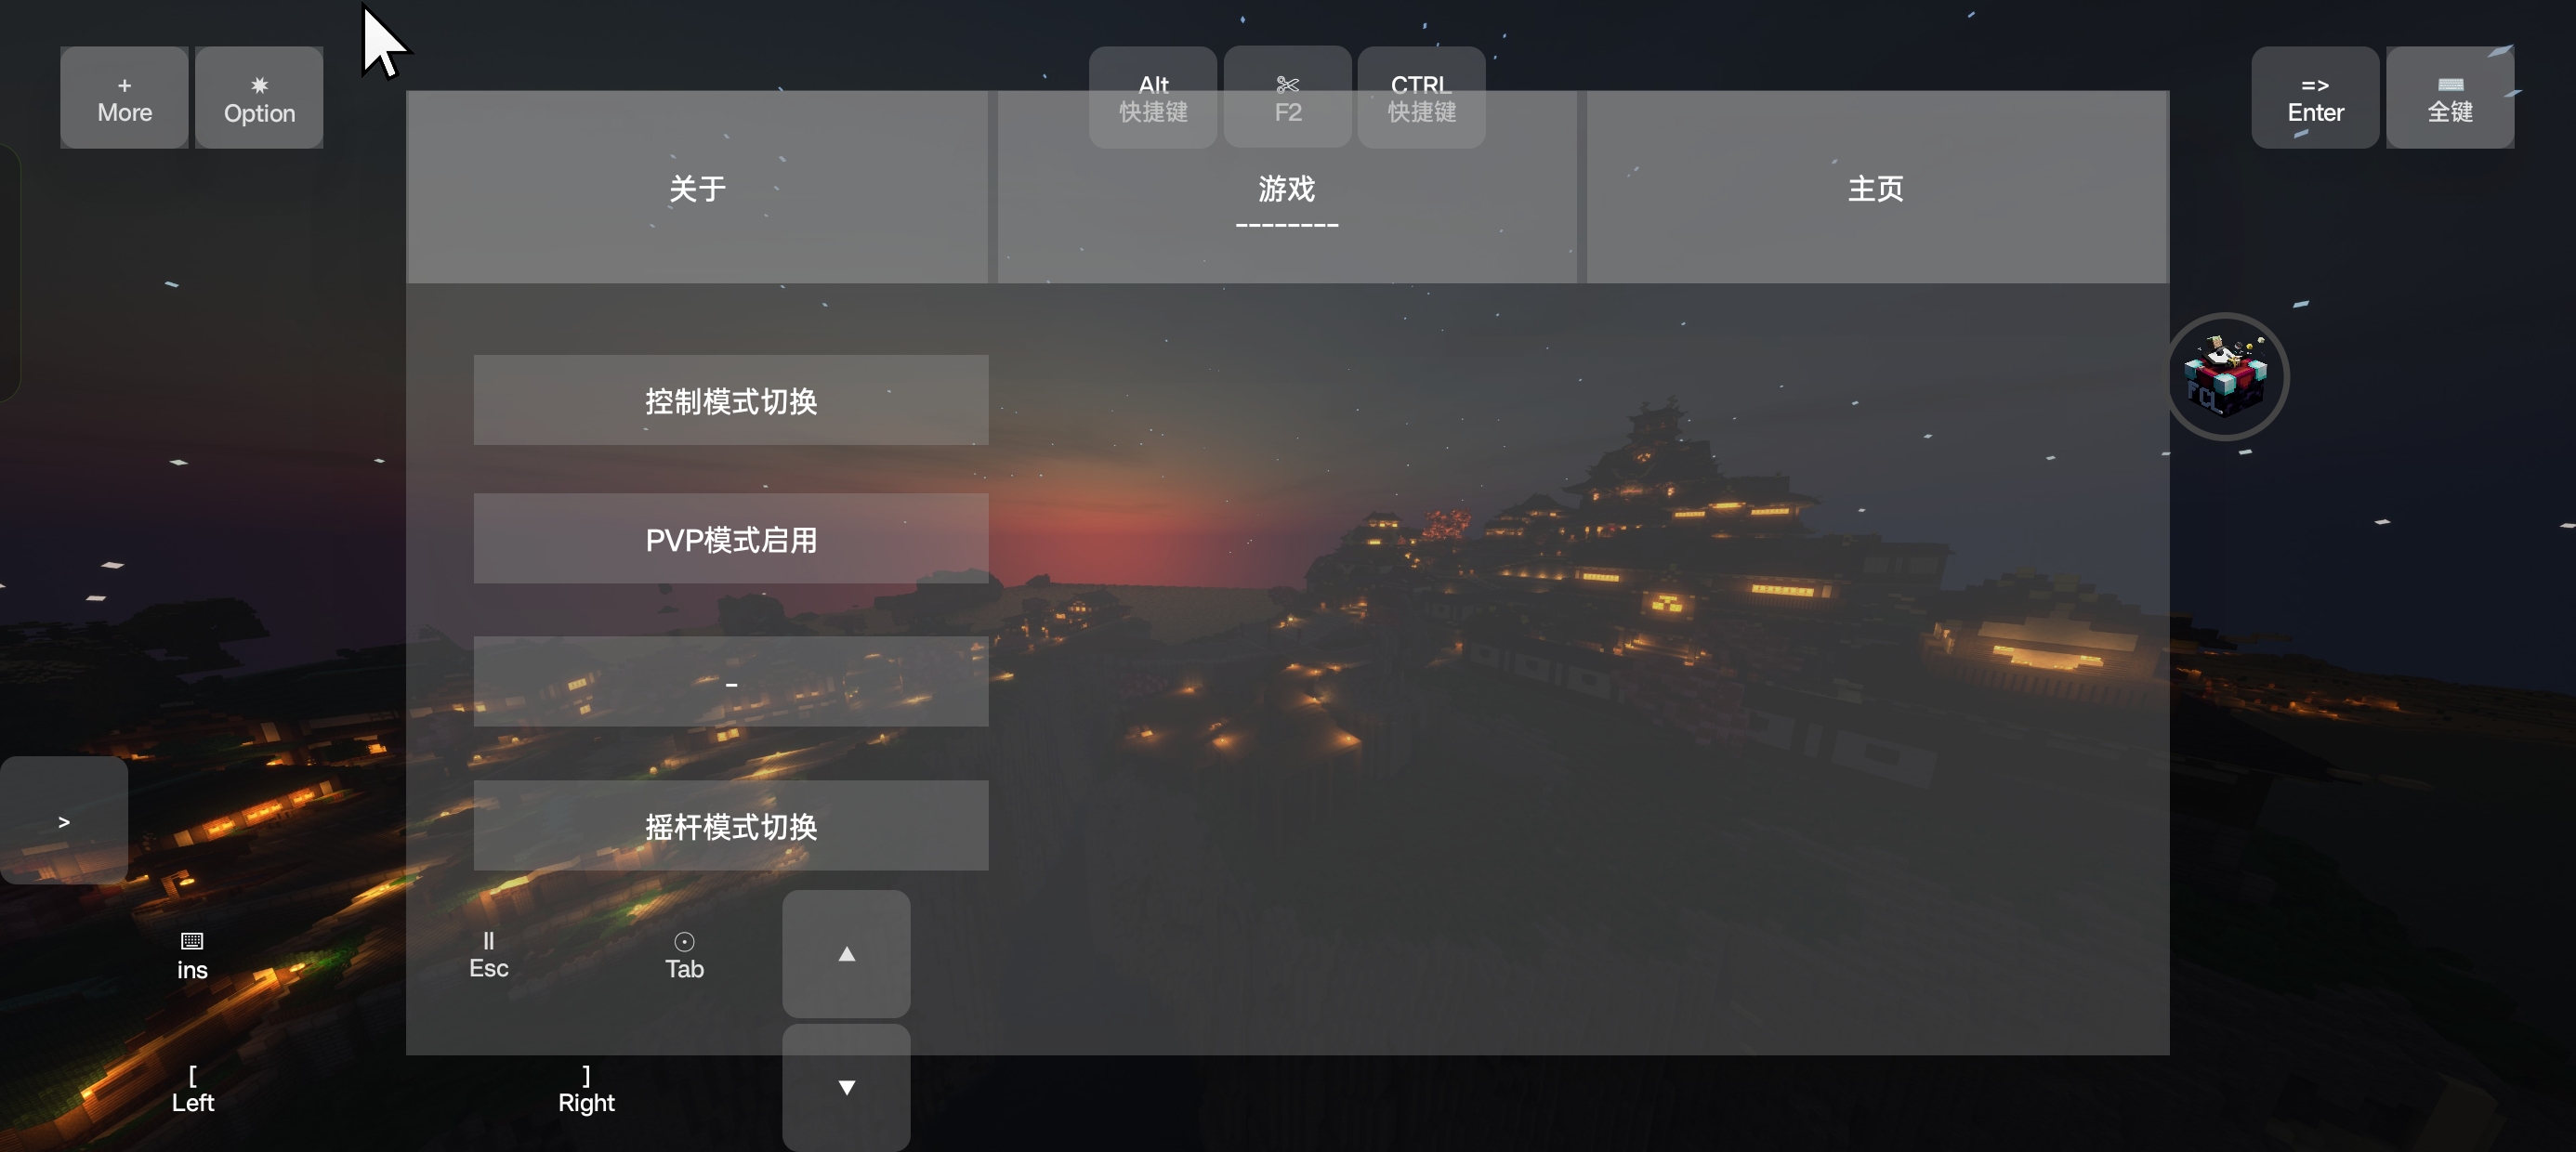 +
More
✸
Option
Alt
快捷键
✂
F2
CTRL
快捷键
=>
Enter
⌨
全键
关于
游戏
--------
主页
FCL
控制模式切换
PVP模式启用
-
摇杆模式切换
>
⌨
ins
||
Esc
⊙
Tab
▲
[
Left
]
Right
▼